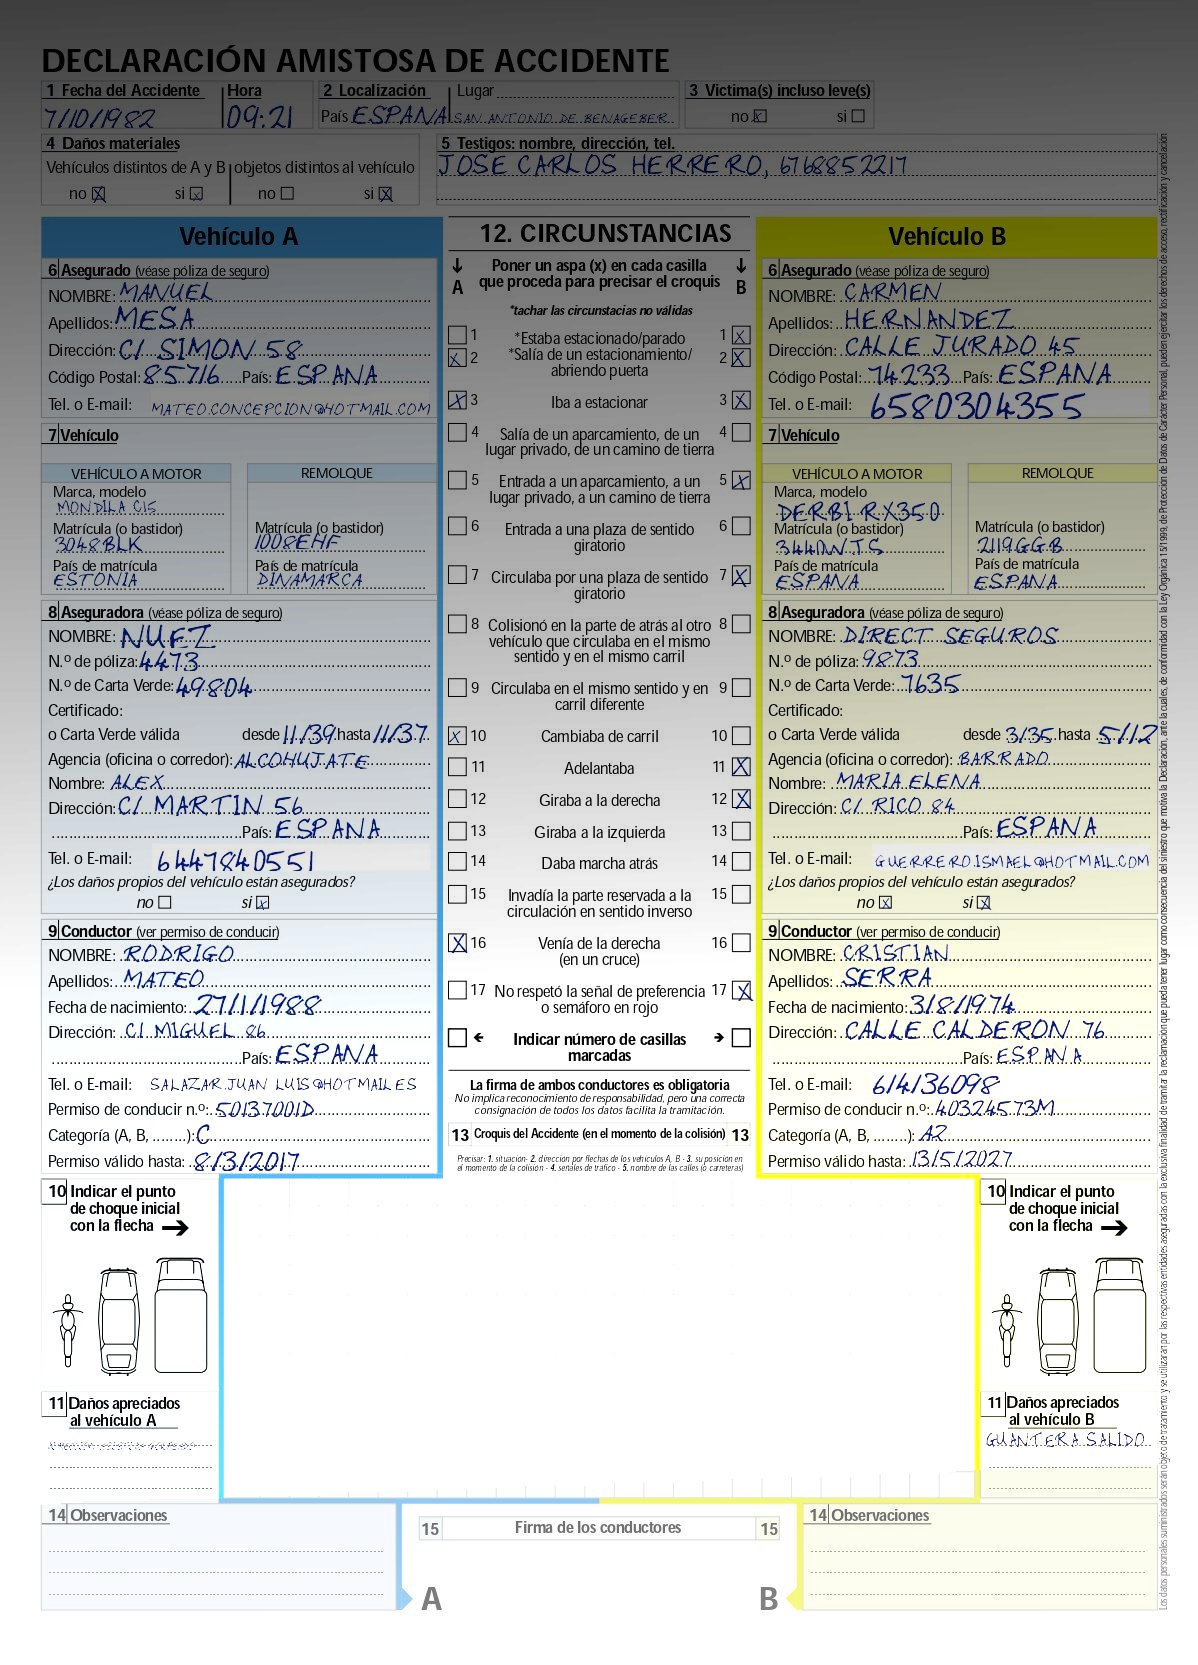 DECLARACIÓN AMISTOSA DE ACCIDENTE
1 Fecha del Accidente Hora 2 Localización Lugar 3 Victima(s) incluso leve(s)
7/10/1982 09:21 País ESPANA SAN ANTONIO DE BENAGEBER no X si
4 Daños materiales 5 Testigos: nombre, dirección, tel.
Vehículos distintos de A y B objetos distintos al vehículo JOSE CARLOS HERRERO, 6768852217
no X si X no si X
Vehículo A
6 Asegurado (véase póliza de seguro)
NOMBRE: MANUEL
Apellidos: MESA
Dirección: C/ SIMON 58
Código Postal: 85716 País: ESPANA
Tel. o E-mail: MATEO.CONCEPCION@HOTMAIL.COM
7 Vehículo
VEHÍCULO A MOTOR REMOLQUE
Marca, modelo
MONDILA C15
Matrícula (o bastidor) Matrícula (o bastidor)
3048BLK 1008EHF
País de matrícula País de matrícula
ESTONIA DINAMARCA
8 Aseguradora (véase póliza de seguro)
NOMBRE: NUEZ
N.º de póliza: 4473
N.º de Carta Verde: 49804
Certificado:
o Carta Verde válida desde 11/39 hasta 11/37
Agencia (oficina o corredor): ALCOHUJATE
Nombre: ALEX
Dirección: C/ MARTIN 56
País: ESPANA
Tel. o E-mail: 6447840551
¿Los daños propios del vehículo están asegurados?
no si X
9 Conductor (ver permiso de conducir)
NOMBRE: RODRIGO
Apellidos: MATEO
Fecha de nacimiento: 27/1/1988
Dirección: C/ MIGUEL 86
País: ESPANA
Tel. o E-mail: SALAZAR.JUAN LUIS@HOTMAIL.ES
Permiso de conducir n.º: 50137001D
Categoría (A, B, ........): C
Permiso válido hasta: 8/3/2017
12. CIRCUNSTANCIAS
A Poner un aspa (x) en cada casilla B
que proceda para precisar el croquis
*tachar las circunstacias no válidas
1 *Estaba estacionado/parado 1 X
X 2 *Salía de un estacionamiento/ 2 X
abriendo puerta
X 3 Iba a estacionar 3 X
4 Salía de un aparcamiento, de un 4
lugar privado, de un camino de tierra
5 Entrada a un aparcamiento, a un 5 X
lugar privado, a un camino de tierra
6 Entrada a una plaza de sentido 6
giratorio
7 Circulaba por una plaza de sentido 7 X
giratorio
8 Colisionó en la parte de atrás al otro 8
vehículo que circulaba en el mismo
sentido y en el mismo carril
9 Circulaba en el mismo sentido y en 9
carril diferente
X 10 Cambiaba de carril 10
11 Adelantaba 11 X
12 Giraba a la derecha 12 X
13 Giraba a la izquierda 13
14 Daba marcha atrás 14
15 Invadía la parte reservada a la 15
circulación en sentido inverso
X 16 Venía de la derecha 16
(en un cruce)
17 No respetó la señal de preferencia 17 X
o semáforo en rojo
Indicar número de casillas
marcadas
La firma de ambos conductores es obligatoria
No implica reconocimiento de responsabilidad, pero una correcta
consignación de todos los datos facilita la tramitación.
13 Croquis del Accidente (en el momento de la colisión) 13
Precisar: 1. situación- 2. dirección por flechas de los vehículos A, B - 3. su posición en
el momento de la colisión - 4. señales de tráfico - 5. nombre de las calles (o carreteras)
Vehículo B
6 Asegurado (véase póliza de seguro)
NOMBRE: CARMEN
Apellidos: HERNANDEZ
Dirección: CALLE JURADO 45
Código Postal: 74233 País: ESPANA
Tel. o E-mail: 6580304355
7 Vehículo
VEHÍCULO A MOTOR REMOLQUE
Marca, modelo
DERBI RX350
Matrícula (o bastidor) Matrícula (o bastidor)
3440WTS 2119GGB
País de matrícula País de matrícula
ESPANA ESPANA
8 Aseguradora (véase póliza de seguro)
NOMBRE: DIRECT SEGUROS
N.º de póliza: 9873
N.º de Carta Verde: 7635
Certificado:
o Carta Verde válida desde 3/35 hasta 5/12
Agencia (oficina o corredor): BARRADO
Nombre: MARIA ELENA
Dirección: C/ RICO 84
País: ESPANA
Tel. o E-mail: GUERRERO.ISMAEL@HOTMAIL.COM
¿Los daños propios del vehículo están asegurados?
no X si X
9 Conductor (ver permiso de conducir)
NOMBRE: CRISTIAN
Apellidos: SERRA
Fecha de nacimiento: 3/8/1974
Dirección: CALLE CALDERON 76
País: ESPANA
Tel. o E-mail: 614136098
Permiso de conducir n.º: 40324573M
Categoría (A, B, ........): A2
Permiso válido hasta: 13/5/2027
10 Indicar el punto
de choque inicial
con la flecha
11 Daños apreciados
al vehículo A
10 Indicar el punto
de choque inicial
con la flecha
11 Daños apreciados
al vehículo B
GUANTERA SALIDO
14 Observaciones
15 Firma de los conductores 15
A B
14 Observaciones
Los datos personales suministrados serán objeto de tratamiento y se utilizaran por las respectivas entidades aseguradas con la exclusiva finalidad de tramitar la reclamación que pueda tener lugar como consecuencia del siniestro que motiva la Declaración, ante la cuales, de conformidad con la Ley Orgánica 15/1999, de Protección de Datos de Carácter Personal, pueden ejercitar los derechos de acceso, rectificación y cancelación